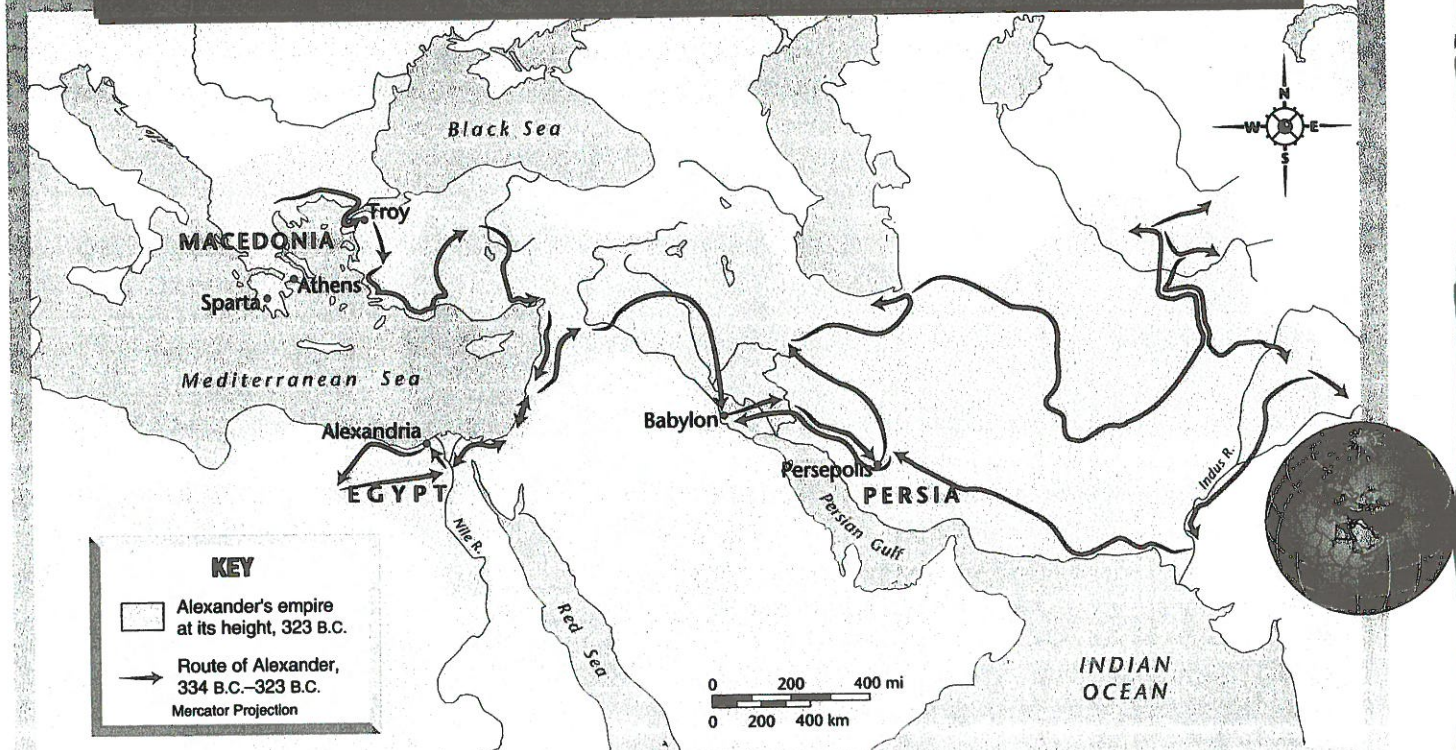 Black Sea
N
W E
S
Troy
MACEDONIA
Athens
Sparta
Mediterranean Sea
Alexandria
Babylon
Persepolis
EGYPT
PERSIA
Indus R.
Nile R.
Persian Gulf
KEY
Alexander's empire
at its height, 323 B.C.
Route of Alexander,
334 B.C.–323 B.C.
Mercator Projection
Red Sea
0 200 400 mi
0 200 400 km
INDIAN
OCEAN